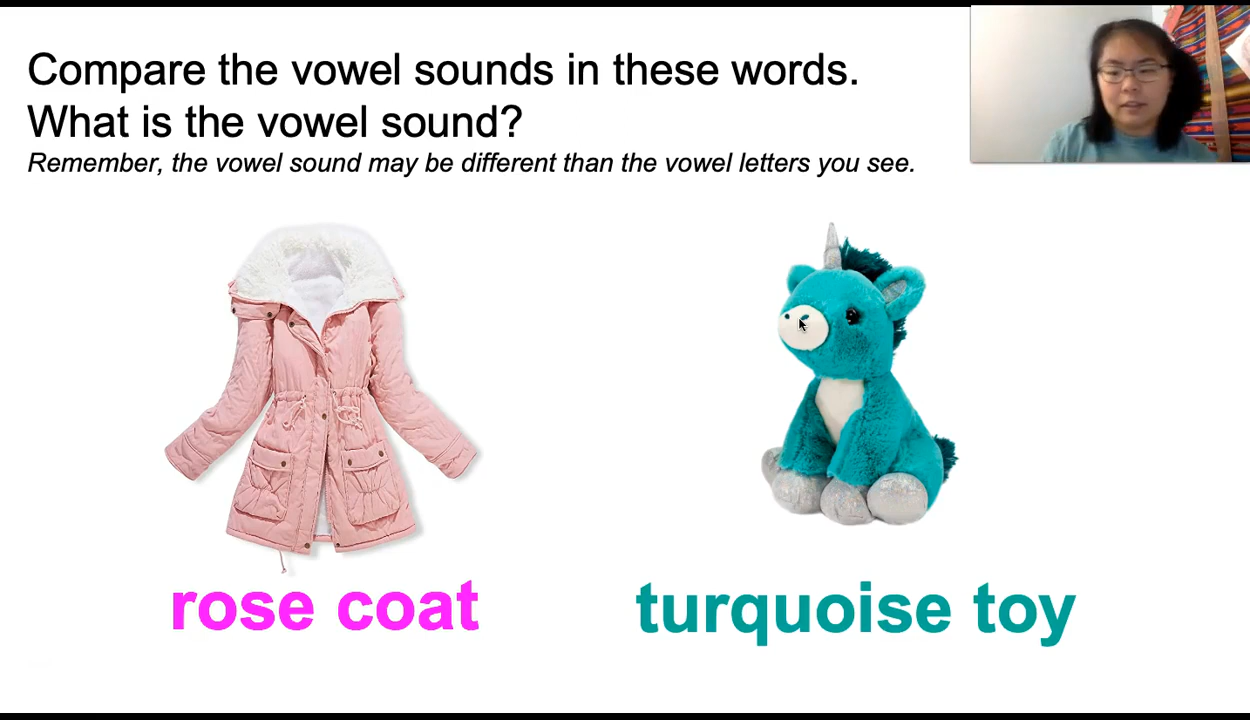 Compare the vowel sounds in these words.
What is the vowel sound?
Remember, the vowel sound may be different than the vowel letters you see.
rose coat
turquoise toy